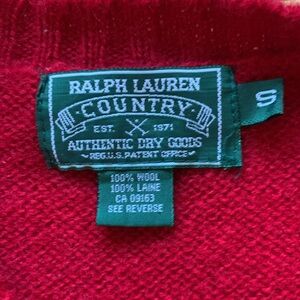 RALPH LAUREN
COUNTRY
EST. 1971
AUTHENTIC DRY GOODS
REG.U.S. PATENT OFFICE
S
100% WOOL
100% LAINE
CA 09163
SEE REVERSE